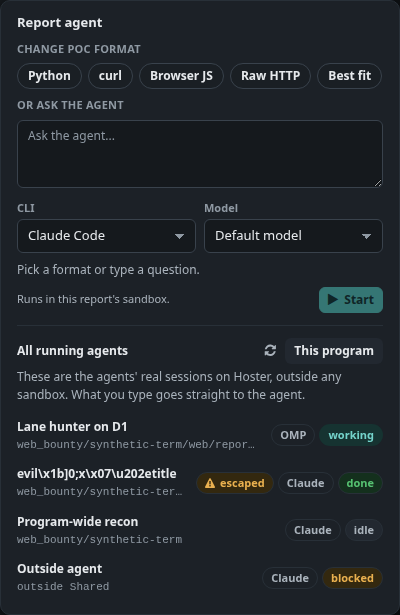 Report agent
CHANGE POC FORMAT
Python curl Browser JS Raw HTTP Best fit
OR ASK THE AGENT
Ask the agent…
CLI Model
Claude Code Default model
Pick a format or type a question.
Runs in this report's sandbox. Start
All running agents This program
These are the agents' real sessions on Hoster, outside any
sandbox. What you type goes straight to the agent.
Lane hunter on D1 OMP working
web_bounty/synthetic-term/web/repor…
evil\x1b]0;x\x07\u202etitle escaped Claude done
web_bounty/synthetic-ter…
Program-wide recon Claude idle
web_bounty/synthetic-term
Outside agent Claude blocked
outside Shared